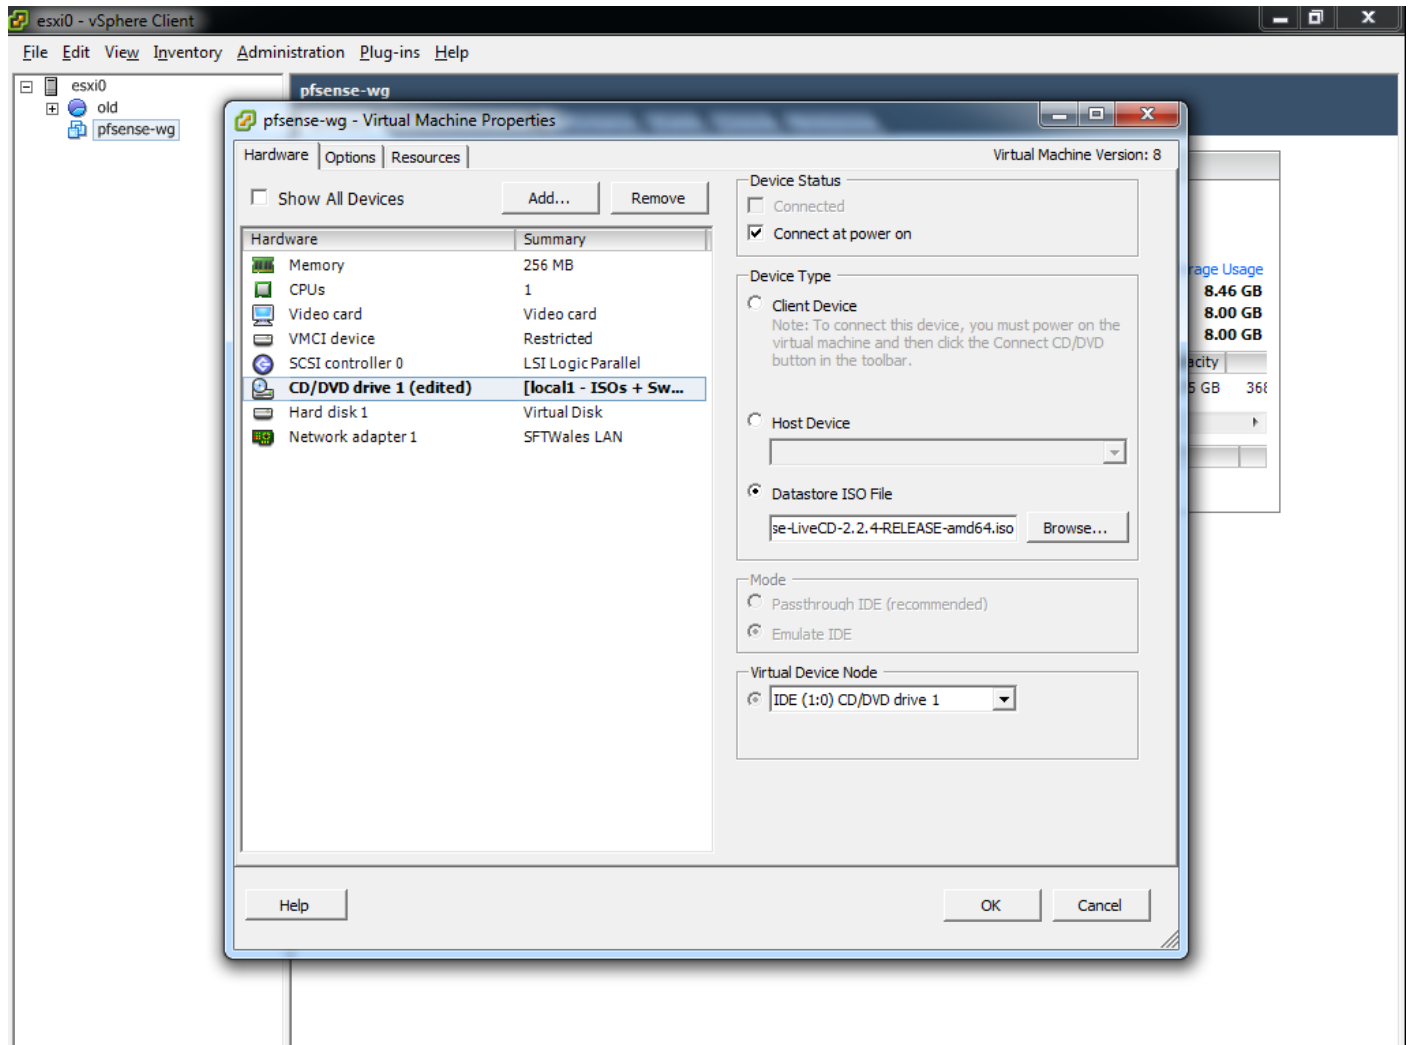 esxi0 - vSphere Client
File Edit View Inventory Administration Plug-ins Help
esxi0
old
pfsense-wg
pfsense-wg
pfsense-wg - Virtual Machine Properties
Hardware Options Resources
Virtual Machine Version: 8
Show All Devices
Add...
Remove
Hardware Summary
Memory 256 MB
CPUs 1
Video card Video card
VMCI device Restricted
SCSI controller 0 LSI Logic Parallel
CD/DVD drive 1 (edited) [local1 - ISOs + Sw...
Hard disk 1 Virtual Disk
Network adapter 1 SFTWales LAN
Device Status
Connected
Connect at power on
Device Type
Client Device
Note: To connect this device, you must power on the
virtual machine and then click the Connect CD/DVD
button in the toolbar.
Host Device
Datastore ISO File
se-LiveCD-2.2.4-RELEASE-amd64.iso
Browse...
Mode
Passthrough IDE (recommended)
Emulate IDE
Virtual Device Node
IDE (1:0) CD/DVD drive 1
Help
OK
Cancel
rage Usage
8.46 GB
8.00 GB
8.00 GB
acity
5 GB 368